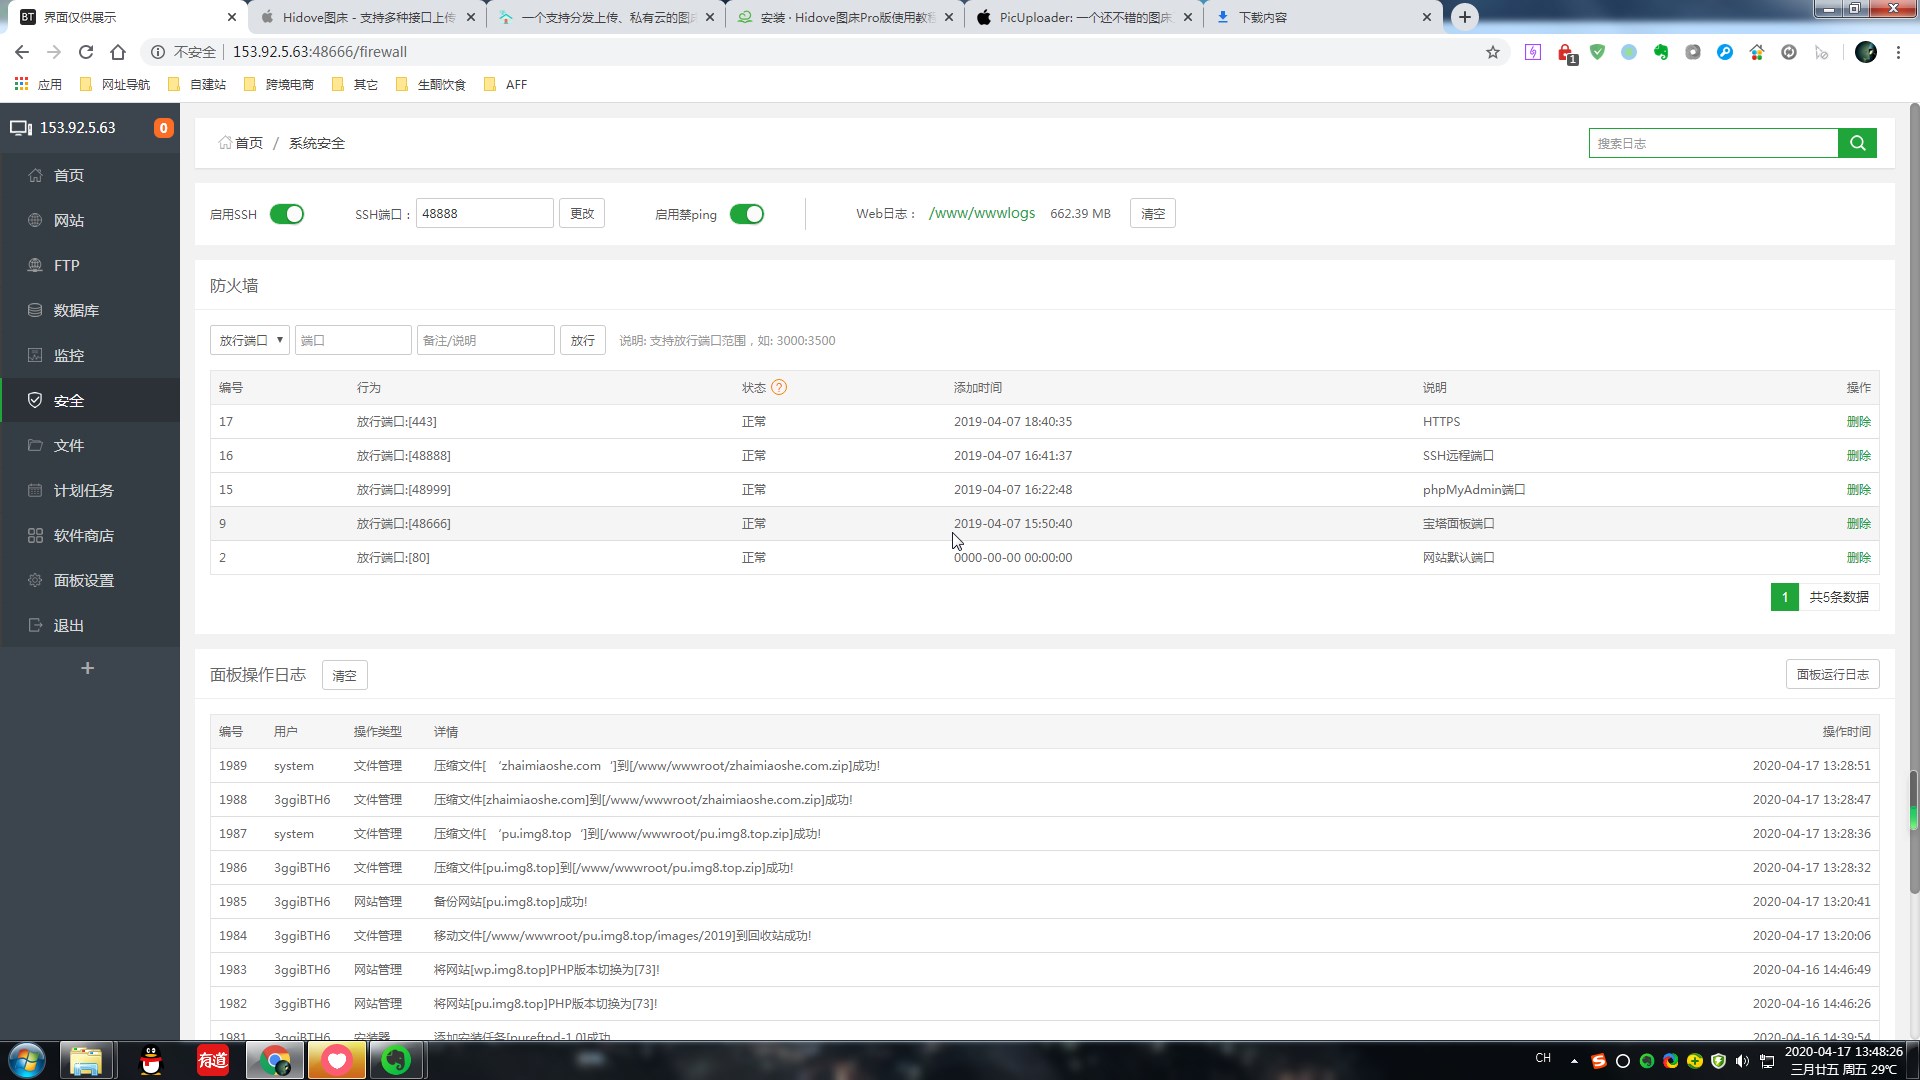 界面仅供展示
Hidove图床 - 支持多种接口上传
一个支持分发上传、私有云的图床
安装 · Hidove图床Pro版使用教程
PicUploader: 一个还不错的图床
下载内容
不安全
153.92.5.63:48666/firewall
1
应用
网址导航
自建站
跨境电商
其它
生酮饮食
AFF
153.92.5.63
0
首页
网站
FTP
数据库
监控
安全
文件
计划任务
软件商店
面板设置
退出
+
首页 / 系统安全
搜索日志
启用SSH
SSH端口： 48888 更改
启用禁ping
Web日志： /www/wwwlogs 662.39 MB 清空
防火墙
放行端口 端口 备注/说明 放行 说明: 支持放行端口范围，如: 3000:3500
编号 行为 状态 ? 添加时间 说明 操作
17 放行端口:[443] 正常 2019-04-07 18:40:35 HTTPS 删除
16 放行端口:[48888] 正常 2019-04-07 16:41:37 SSH远程端口 删除
15 放行端口:[48999] 正常 2019-04-07 16:22:48 phpMyAdmin端口 删除
9 放行端口:[48666] 正常 2019-04-07 15:50:40 宝塔面板端口 删除
2 放行端口:[80] 正常 0000-00-00 00:00:00 网站默认端口 删除
1 共5条数据
面板操作日志 清空 面板运行日志
编号 用户 操作类型 详情 操作时间
1989 system 文件管理 压缩文件[ ‘zhaimiaoshe.com‘]到[/www/wwwroot/zhaimiaoshe.com.zip]成功! 2020-04-17 13:28:51
1988 3ggiBTH6 文件管理 压缩文件[zhaimiaoshe.com]到[/www/wwwroot/zhaimiaoshe.com.zip]成功! 2020-04-17 13:28:47
1987 system 文件管理 压缩文件[ ‘pu.img8.top‘]到[/www/wwwroot/pu.img8.top.zip]成功! 2020-04-17 13:28:36
1986 3ggiBTH6 文件管理 压缩文件[pu.img8.top]到[/www/wwwroot/pu.img8.top.zip]成功! 2020-04-17 13:28:32
1985 3ggiBTH6 网站管理 备份网站[pu.img8.top]成功! 2020-04-17 13:20:41
1984 3ggiBTH6 文件管理 移动文件[/www/wwwroot/pu.img8.top/images/2019]到回收站成功! 2020-04-17 13:20:06
1983 3ggiBTH6 网站管理 将网站[wp.img8.top]PHP版本切换为[73]! 2020-04-16 14:46:49
1982 3ggiBTH6 网站管理 将网站[pu.img8.top]PHP版本切换为[73]! 2020-04-16 14:46:26
1981 3ggiBTH6 安装器 添加安装任务[pureftpd-1.0]成功 2020-04-16 14:39:54
有道
CH
2020-04-17 13:48:26
三月廿五 周五 29℃